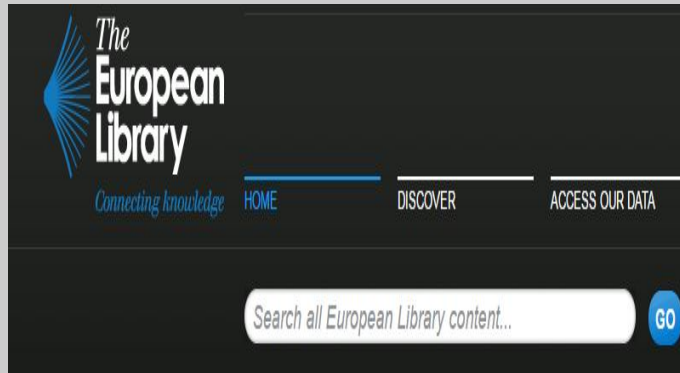 The
European
Library
Connecting knowledge
HOME DISCOVER ACCESS OUR DATA
Search all European Library content... GO